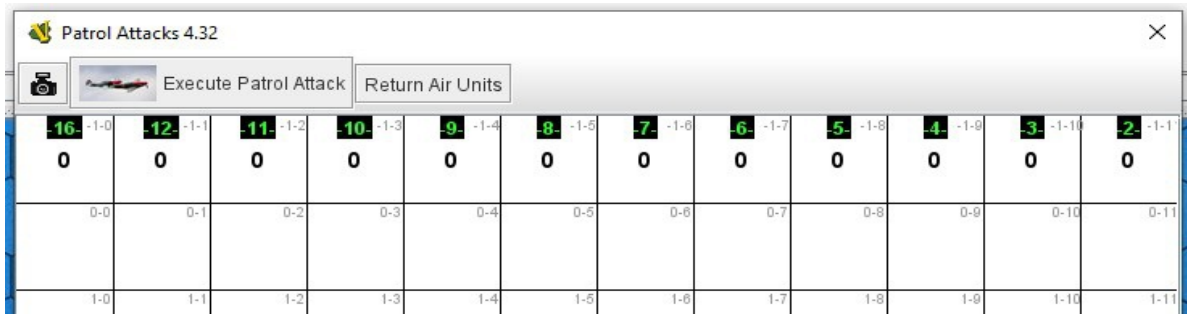 Patrol Attacks 4.32
Execute Patrol Attack Return Air Units
-16- -1-0 -12- -1-1 -11- -1-2 -10- -1-3 -9- -1-4 -8- -1-5 -7- -1-6 -6- -1-7 -5- -1-8 -4- -1-9 -3- -1-10 -2- -1-11
0 0 0 0 0 0 0 0 0 0 0 0
0-0 0-1 0-2 0-3 0-4 0-5 0-6 0-7 0-8 0-9 0-10 0-11
1-0 1-1 1-2 1-3 1-4 1-5 1-6 1-7 1-8 1-9 1-10 1-11